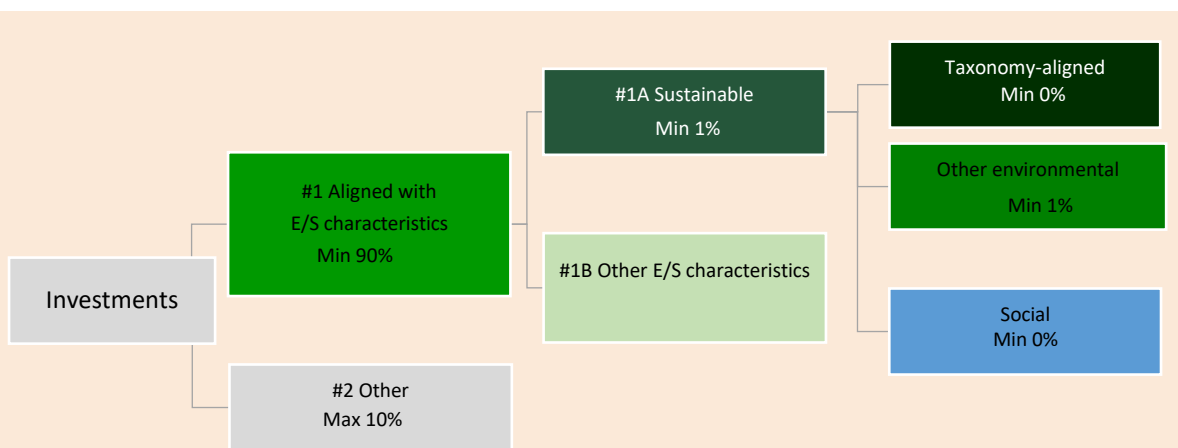 Investments
#1 Aligned with
E/S characteristics
Min 90%
#2 Other
Max 10%
#1A Sustainable
Min 1%
#1B Other E/S characteristics
Taxonomy-aligned
Min 0%
Other environmental
Min 1%
Social
Min 0%